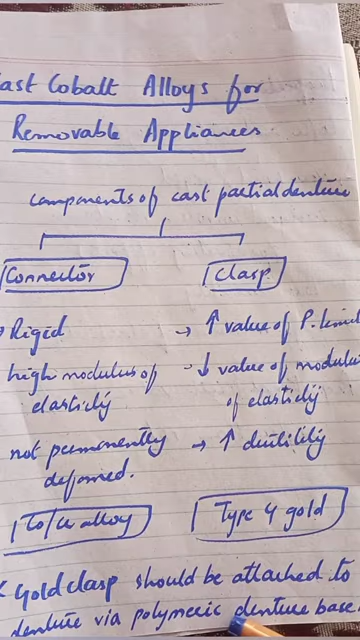 Cast Cobalt Alloys for
Removable Appliances
components of cast partial denture
Connector
Clasp
Rigid
→ ↑ value of P. limit
high modulus of
elasticity
↓ value of modulus
of elasticity
not permanently
deformed.
→ ↑ ductility
Co/Cr alloy
Type 4 gold
Gold clasp should be attached to
denture via polymeric denture base